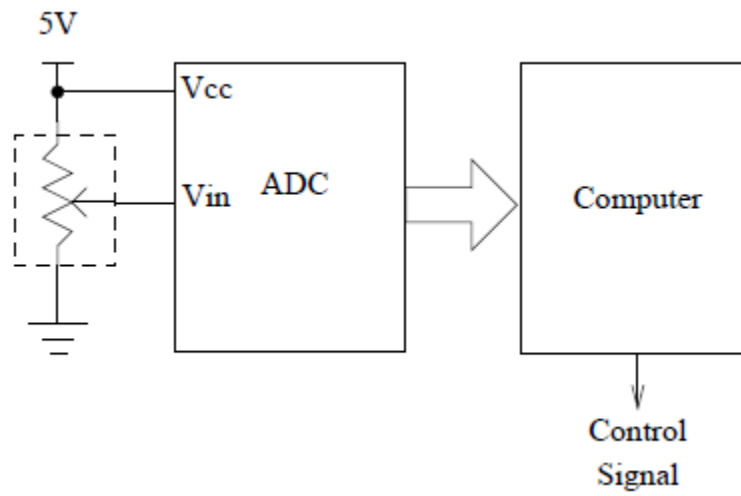 5V
Vcc
Vin
ADC
Computer
Control
Signal